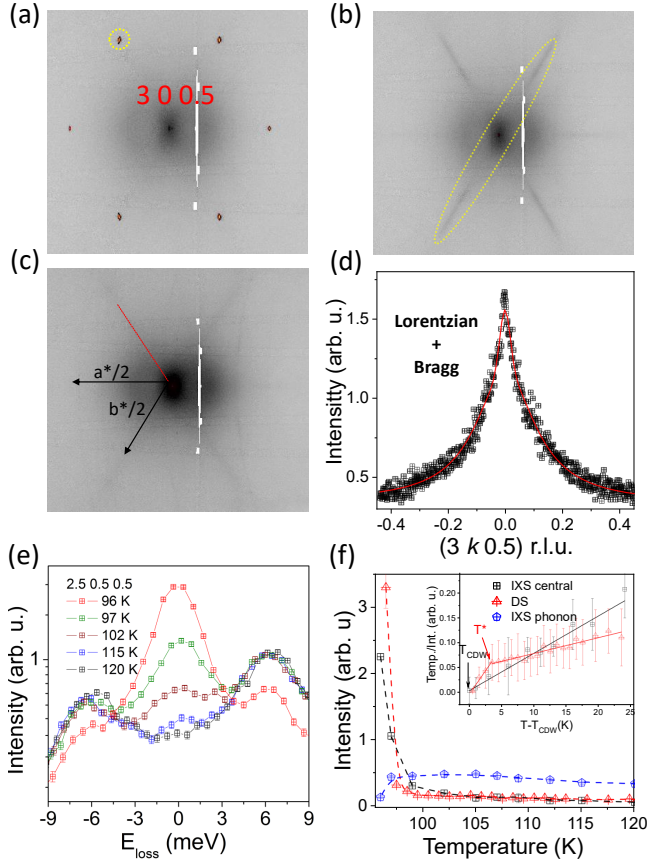 (a)
(b)
3 0 0.5
(c)
a*/2
b*/2
(d)
Intensitty (arb. u.)
1.5
1.0
0.5
Lorentzian
+
Bragg
-0.4 -0.2 0.0 0.2 0.4
(3 k 0.5) r.l.u.
(e)
Intensity (arb. u.)
1
2.5 0.5 0.5
96 K
97 K
102 K
115 K
120 K
-9 -6 -3 0 3 6 9
E_loss (meV)
(f)
Intensity (arb. u)
3
2
1
0
IXS central
DS
IXS phonon
Temp./Int. (arb. u.)
0.20
0.15
0.10
0.05
0.00
T_CDW
T*
0 5 10 15 20 25
T-T_CDW(K)
100 105 110 115 120
Temperature (K)